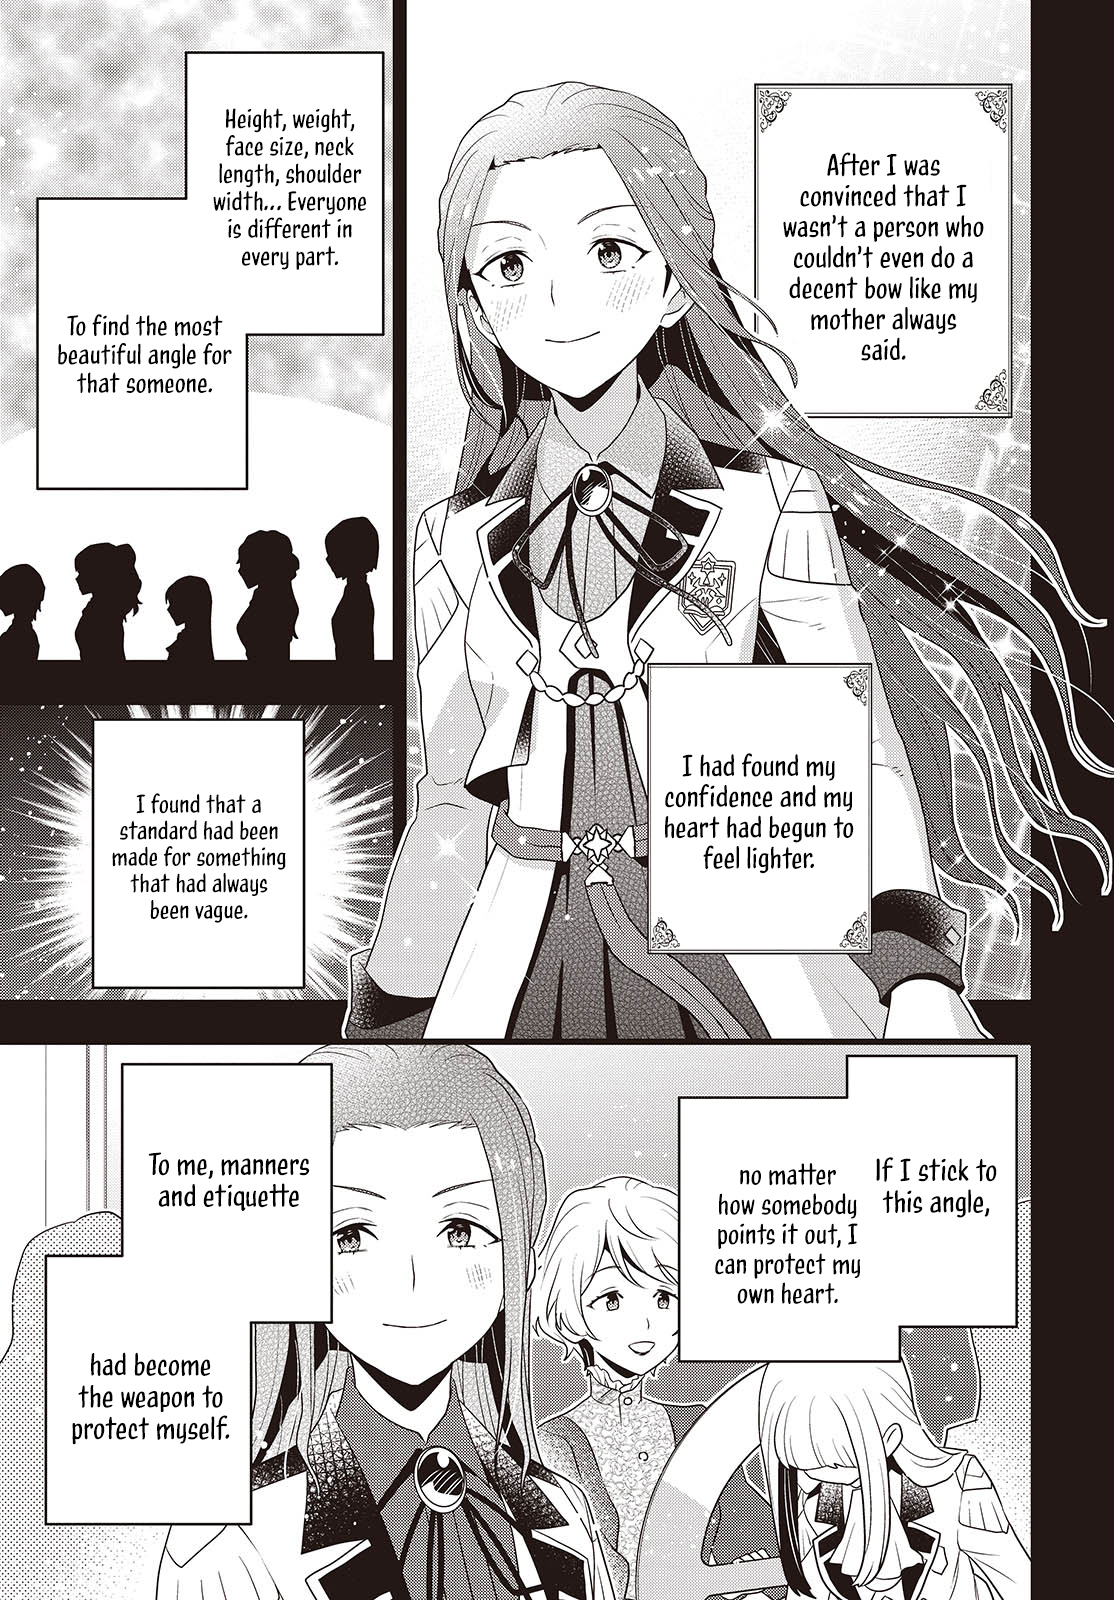 After I was
convinced that I
wasn't a person who
couldn't even do a
decent bow like my
mother always
said.
I had found my
confidence and my
heart had begun to
feel lighter.
Height, weight,
face size, neck
length, shoulder
width... Everyone
is different in
every part.
To find the most
beautiful angle for
that someone.
I found that a
standard had been
made for something
that had always
been vague.
If I stick to
this angle,
no matter
how somebody
points it out, I
can protect my
own heart.
To me, manners
and etiquette
had become
the weapon to
protect myself.